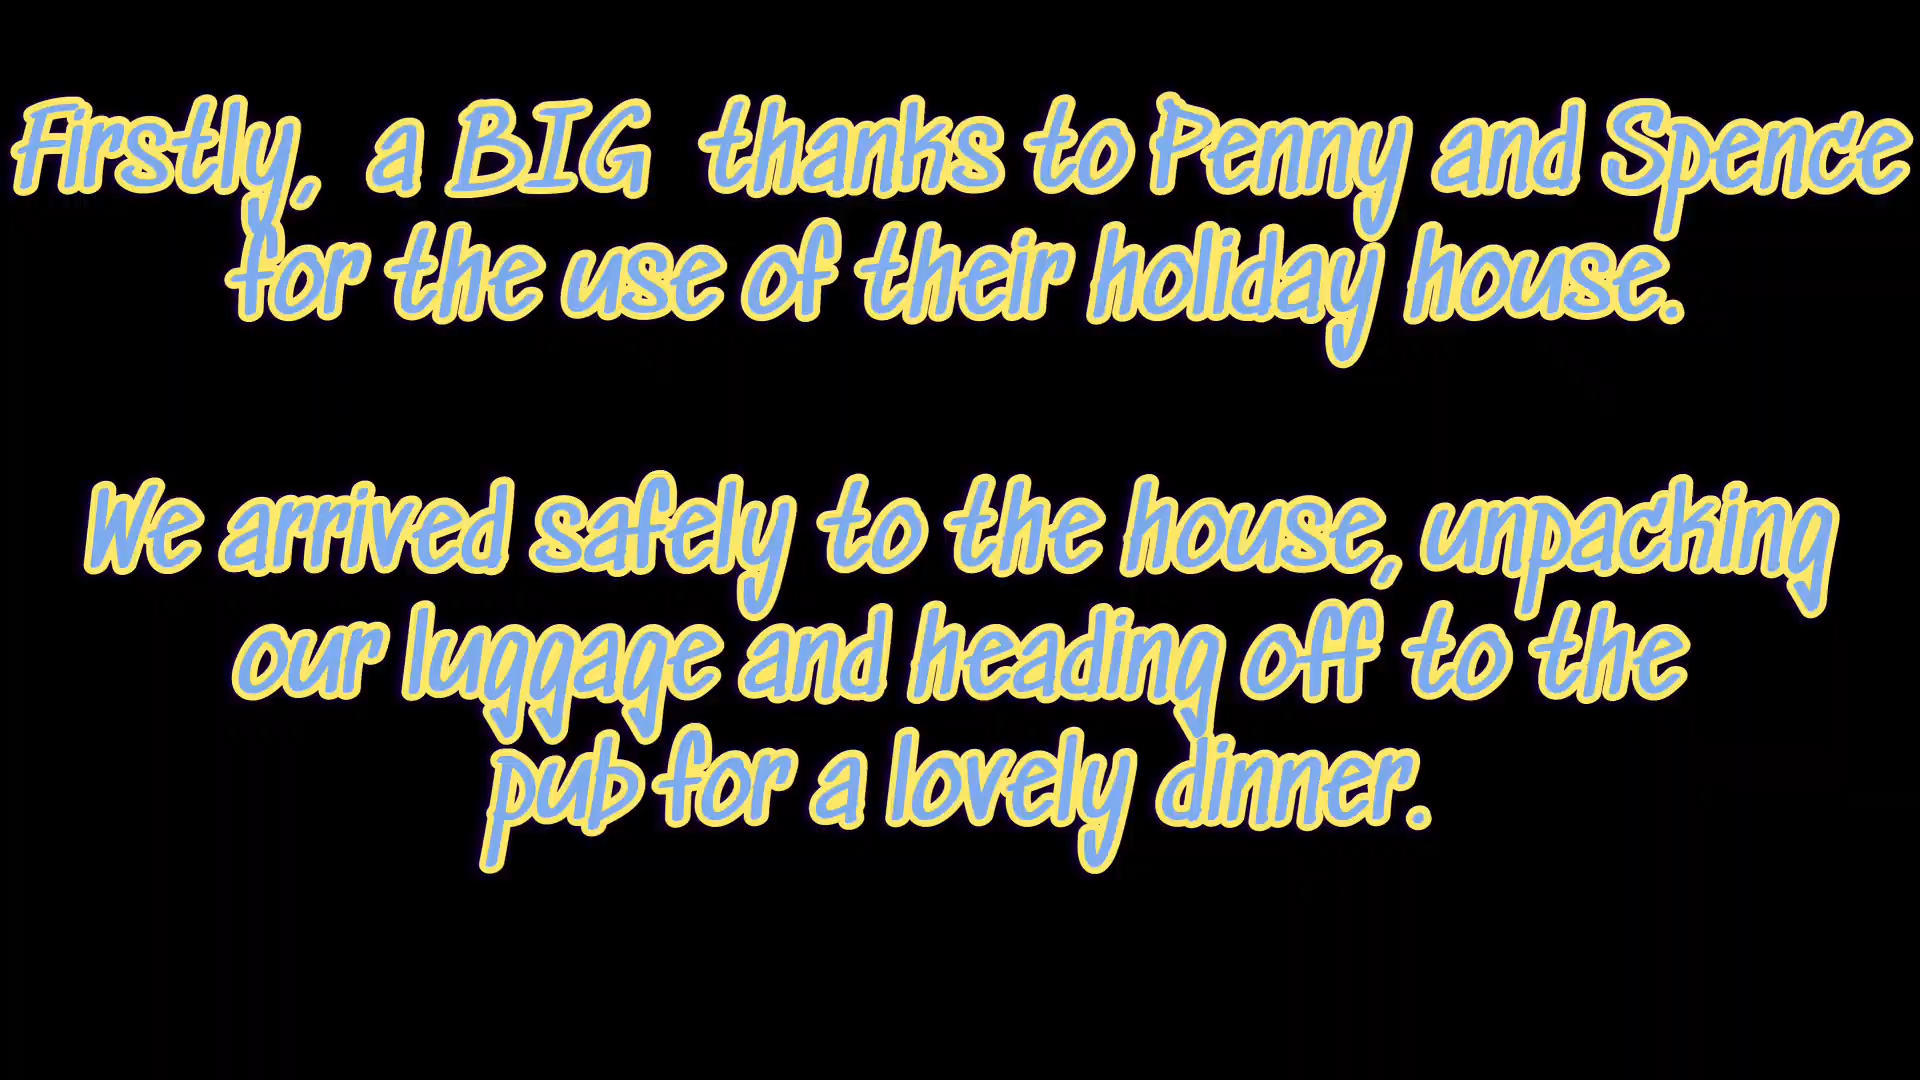 Firstly, a BIG thanks to Penny and Spence
for the use of their holiday house.
We arrived safely to the house, unpacking
our luggage and heading off to the
pub for a lovely dinner.